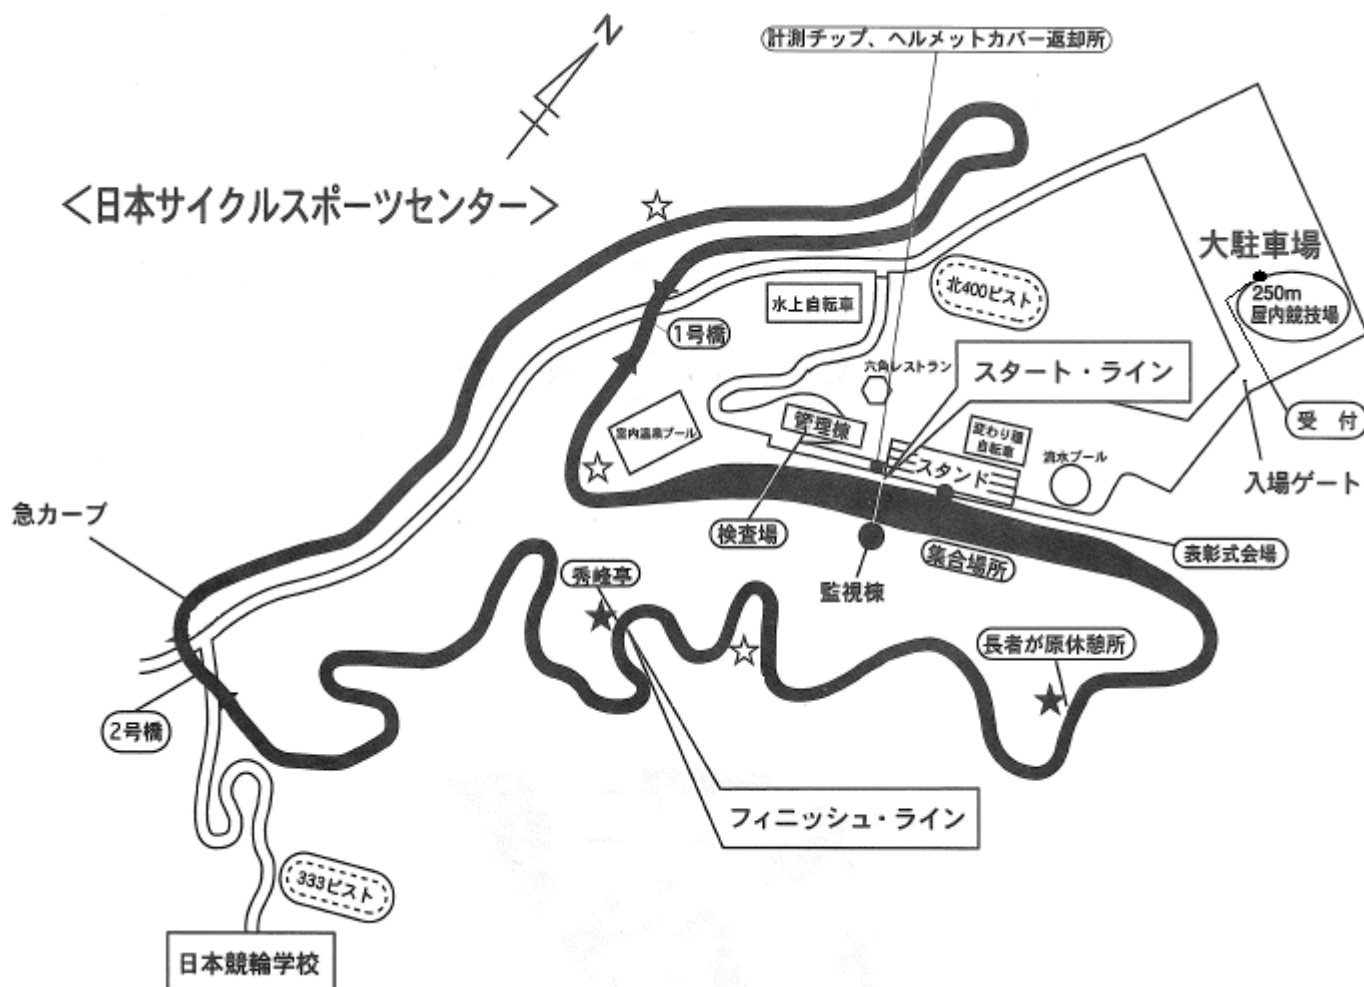 N
計測チップ、ヘルメットカバー返却所
<日本サイクルスポーツセンター>
大駐車場
250m
屋内競技場
北400ピスト
水上自転車
1号橋
六角レストラン
スタート・ライン
受 付
管理棟
変わり種
自転車
室内温泉プール
スタンド
流水プール
入場ゲート
急カーブ
検査場
集合場所
表彰式会場
秀峰亭
監視棟
長者が原休憩所
2号橋
フィニッシュ・ライン
333ピスト
日本競輪学校